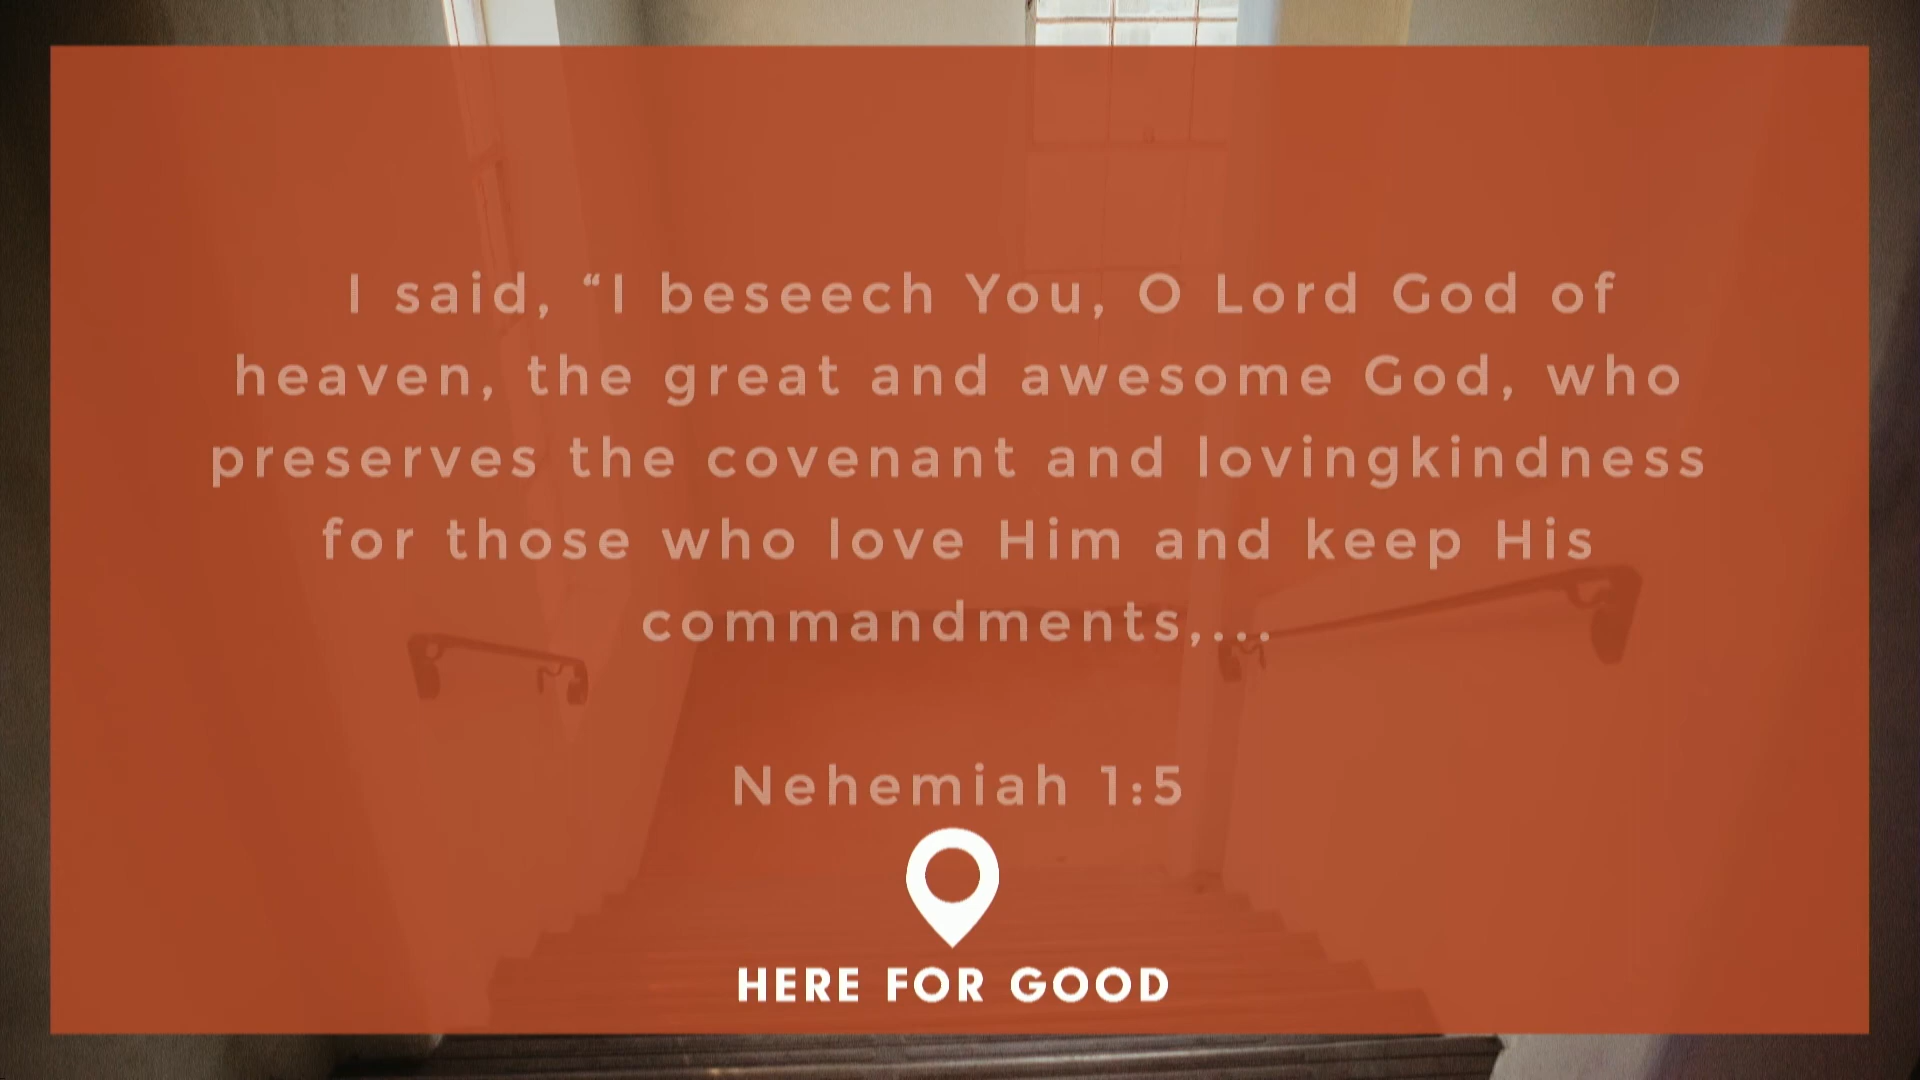 I said, “I beseech You, O Lord God of
heaven, the great and awesome God, who
preserves the covenant and lovingkindness
for those who love Him and keep His
commandments,...
Nehemiah 1:5
HERE FOR GOOD